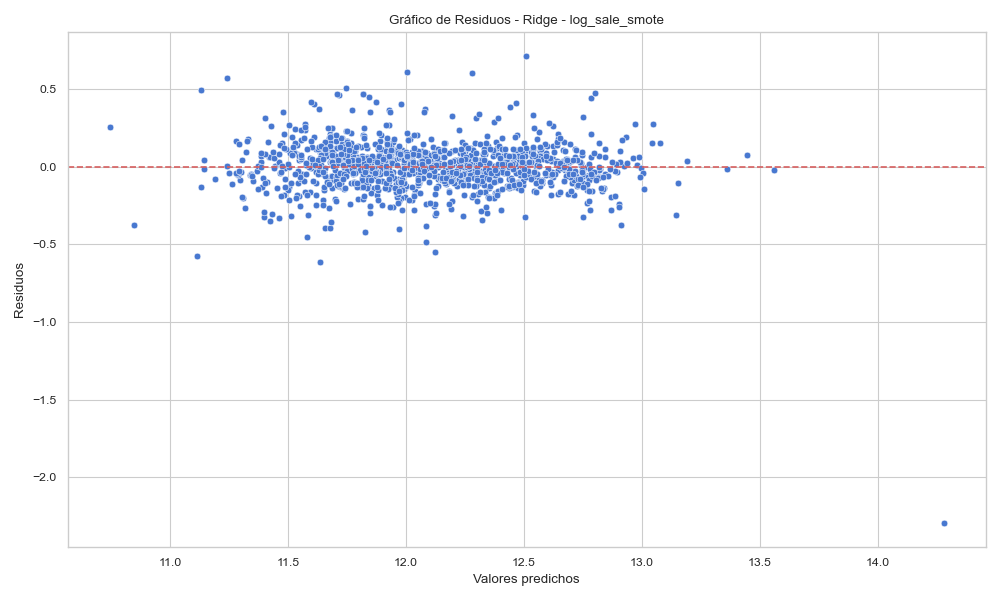 Gráfico de Residuos - Ridge - log_sale_smote
Residuos
0.5
0.0
−0.5
−1.0
−1.5
−2.0
11.0 11.5 12.0 12.5 13.0 13.5 14.0
Valores predichos